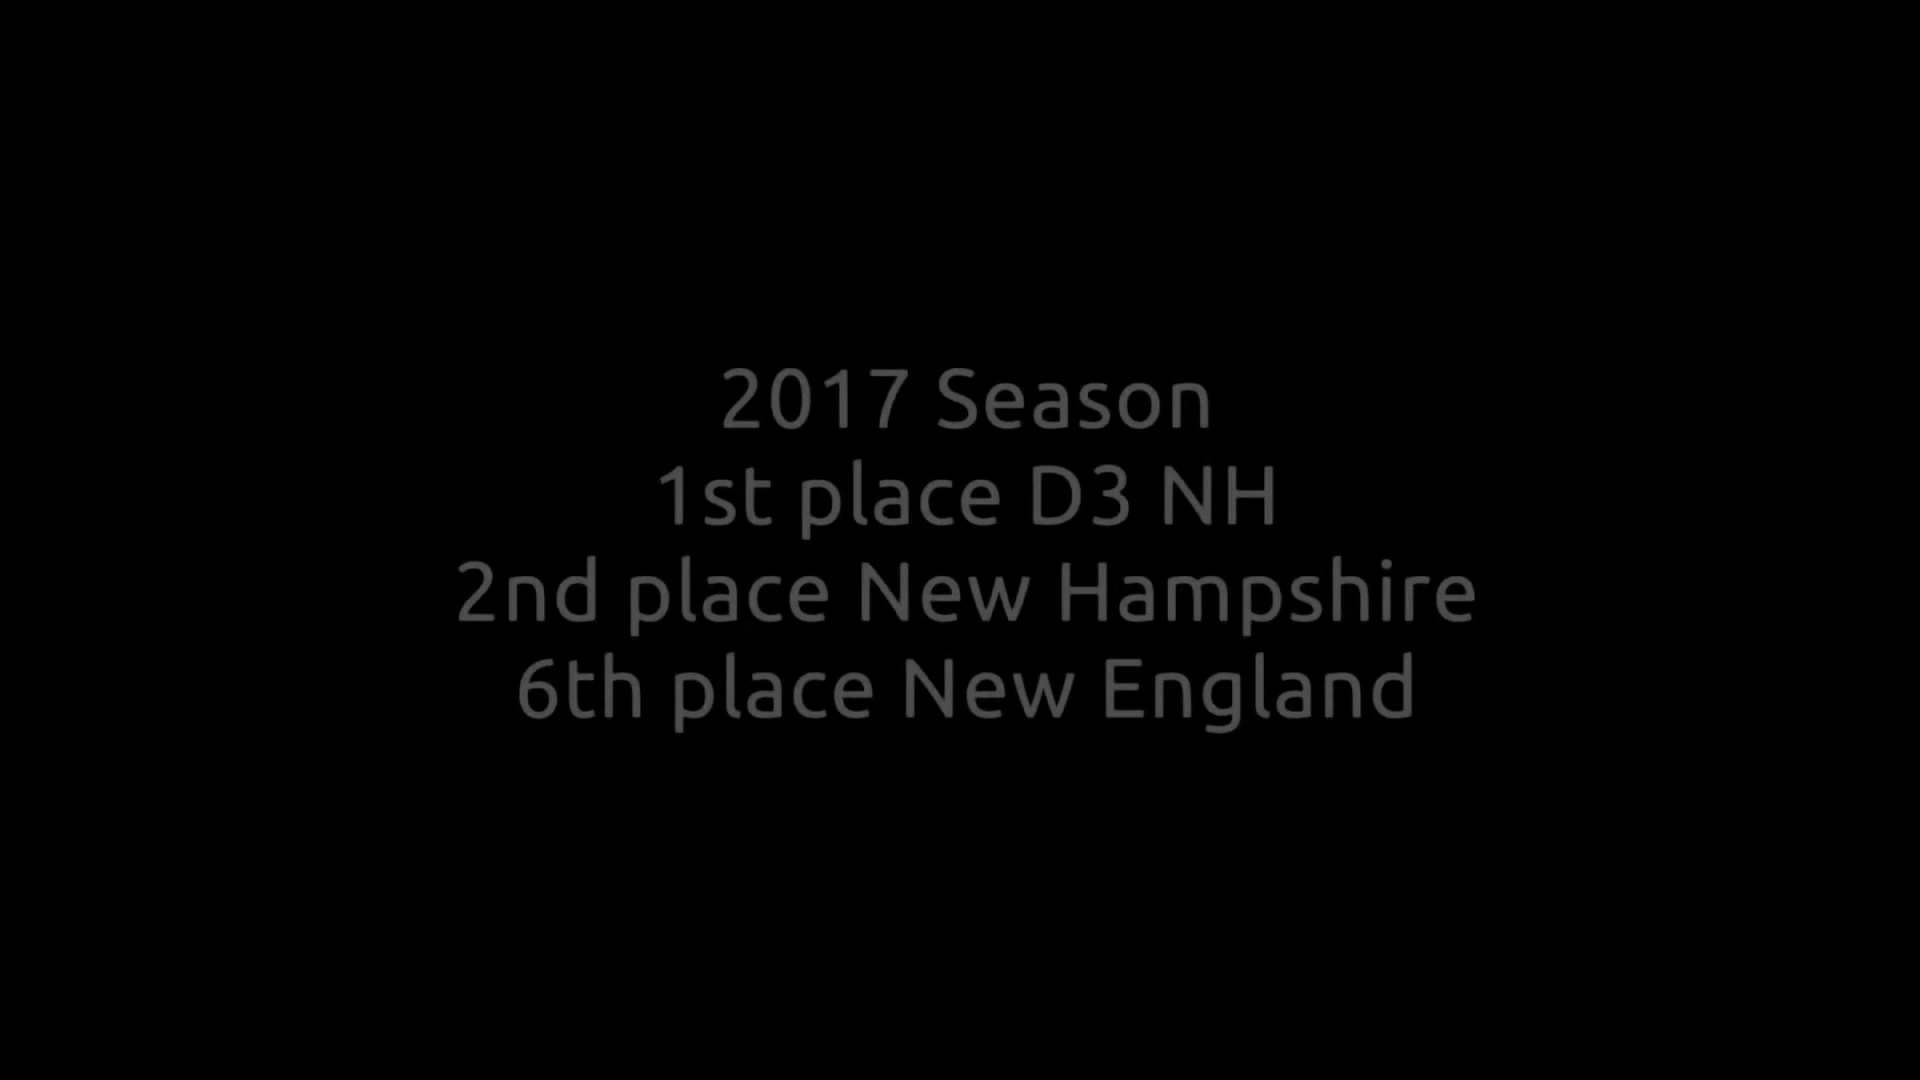 2017 Season
1st place D3 NH
2nd place New Hampshire
6th place New England